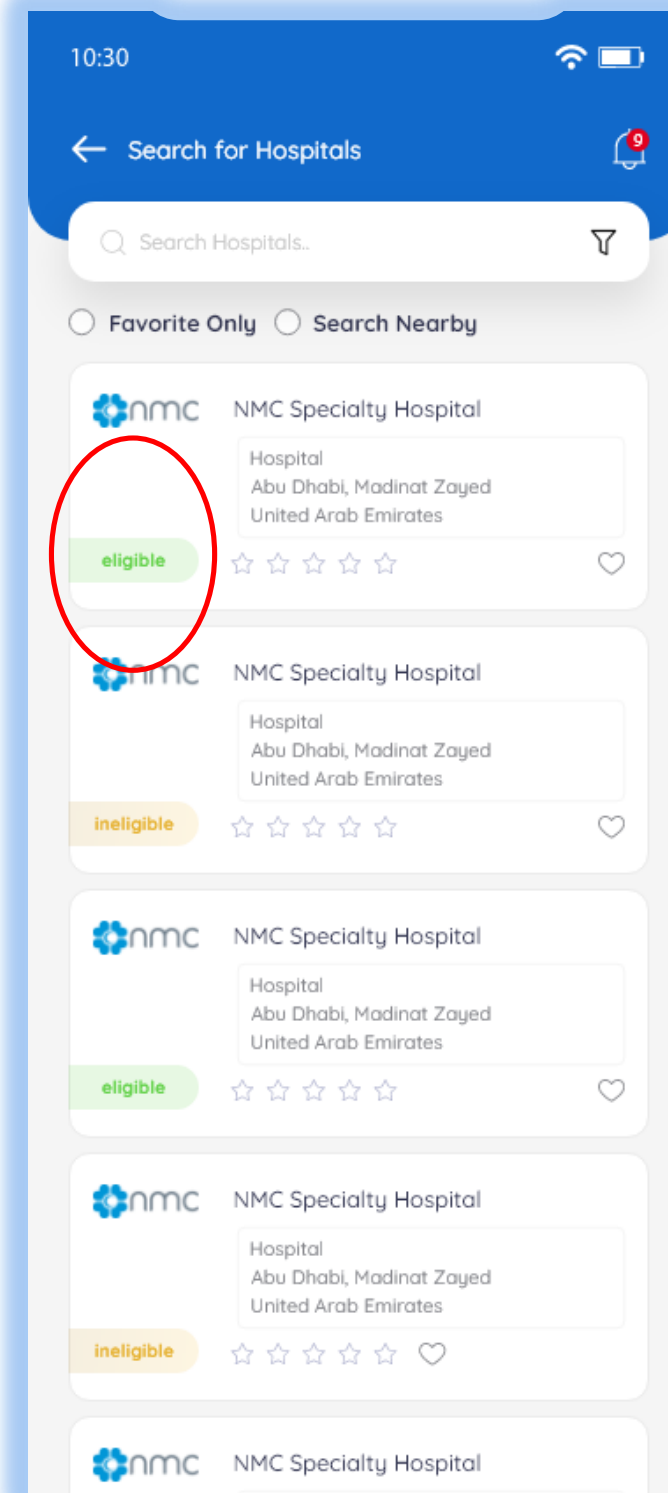 10:30
Search for Hospitals
9
Search Hospitals..
Favorite Only Search Nearby
nmc NMC Specialty Hospital
Hospital
Abu Dhabi, Madinat Zayed
United Arab Emirates
eligible
nmc NMC Specialty Hospital
Hospital
Abu Dhabi, Madinat Zayed
United Arab Emirates
ineligible
nmc NMC Specialty Hospital
Hospital
Abu Dhabi, Madinat Zayed
United Arab Emirates
eligible
nmc NMC Specialty Hospital
Hospital
Abu Dhabi, Madinat Zayed
United Arab Emirates
ineligible
nmc NMC Specialty Hospital